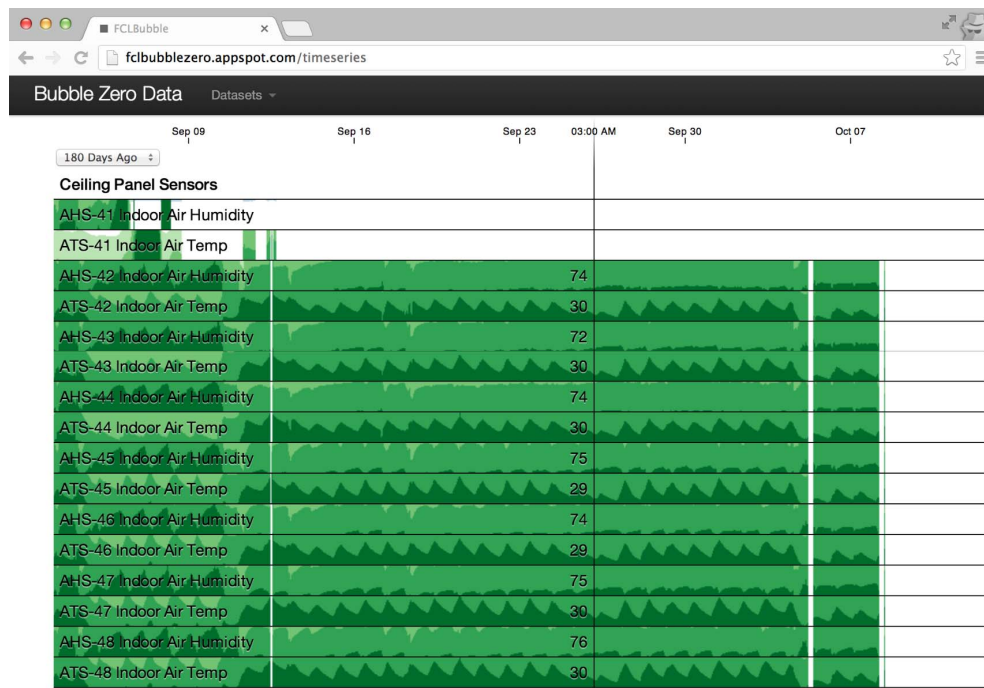 FCLBubble
fclbubblezero.appspot.com/timeseries
Bubble Zero Data Datasets
Sep 09 Sep 16 Sep 23 03:00 AM Sep 30 Oct 07
180 Days Ago
Ceiling Panel Sensors
AHS-41 Indoor Air Humidity
ATS-41 Indoor Air Temp
AHS-42 Indoor Air Humidity 74
ATS-42 Indoor Air Temp 30
AHS-43 Indoor Air Humidity 72
ATS-43 Indoor Air Temp 30
AHS-44 Indoor Air Humidity 74
ATS-44 Indoor Air Temp 30
AHS-45 Indoor Air Humidity 75
ATS-45 Indoor Air Temp 29
AHS-46 Indoor Air Humidity 74
ATS-46 Indoor Air Temp 29
AHS-47 Indoor Air Humidity 75
ATS-47 Indoor Air Temp 30
AHS-48 Indoor Air Humidity 76
ATS-48 Indoor Air Temp 30